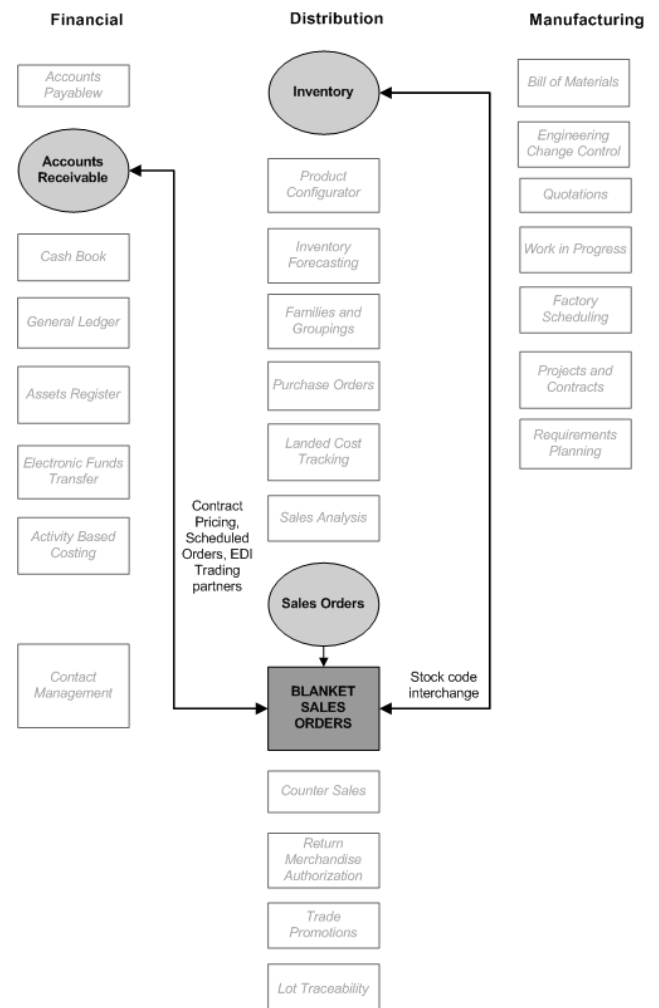 Financial
Distribution
Manufacturing
Accounts
Payablew
Accounts
Receivable
Cash Book
General Ledger
Assets Register
Electronic Funds
Transfer
Activity Based
Costing
Contact
Management
Contract
Pricing,
Scheduled
Orders, EDI
Trading
partners
Inventory
Product
Configurator
Inventory
Forecasting
Families and
Groupings
Purchase Orders
Landed Cost
Tracking
Sales Analysis
Sales Orders
BLANKET
SALES
ORDERS
Counter Sales
Return
Merchandise
Authorization
Trade
Promotions
Lot Traceability
Stock code
interchange
Bill of Materials
Engineering
Change Control
Quotations
Work in Progress
Factory
Scheduling
Projects and
Contracts
Requirements
Planning